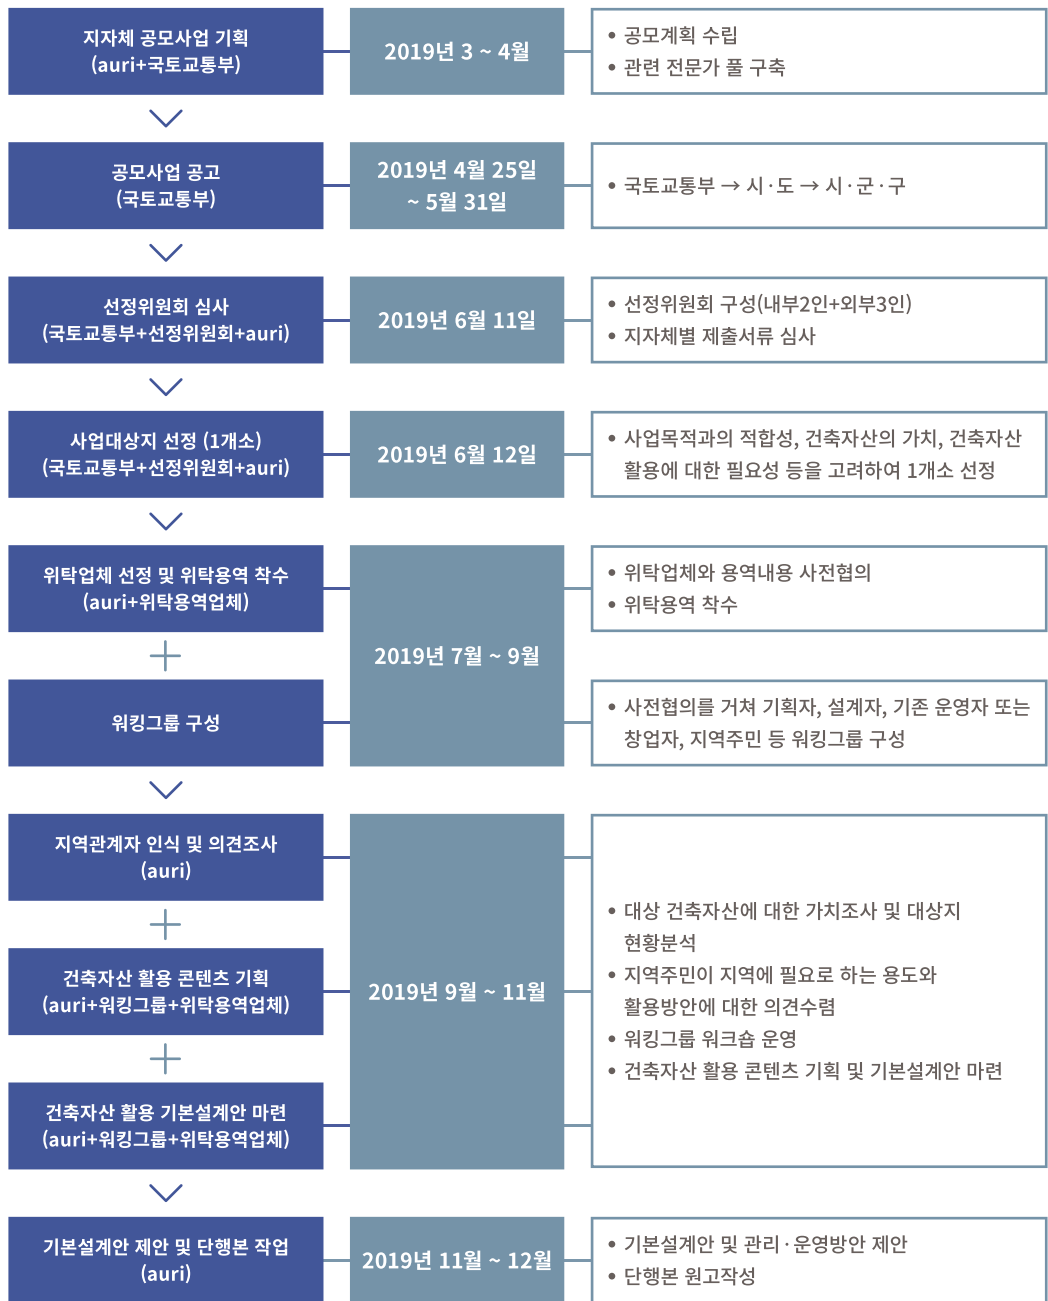 지자체 공모사업 기획
(auri+국토교통부)
2019년 3 ~ 4월
• 공모계획 수립
• 관련 전문가 풀 구축
공모사업 공고
(국토교통부)
2019년 4월 25일
~ 5월 31일
• 국토교통부 → 시·도 → 시·군·구
선정위원회 심사
(국토교통부+선정위원회+auri)
2019년 6월 11일
• 선정위원회 구성(내부2인+외부3인)
• 지자체별 제출서류 심사
사업대상지 선정 (1개소)
(국토교통부+선정위원회+auri)
2019년 6월 12일
• 사업목적과의 적합성, 건축자산의 가치, 건축자산
활용에 대한 필요성 등을 고려하여 1개소 선정
위탁업체 선정 및 위탁용역 착수
(auri+위탁용역업체)
2019년 7월 ~ 9월
• 위탁업체와 용역내용 사전협의
• 위탁용역 착수
워킹그룹 구성
• 사전협의를 거쳐 기획자, 설계자, 기존 운영자 또는
창업자, 지역주민 등 워킹그룹 구성
지역관계자 인식 및 의견조사
(auri)
건축자산 활용 콘텐츠 기획
(auri+워킹그룹+위탁용역업체)
건축자산 활용 기본설계안 마련
(auri+워킹그룹+위탁용역업체)
2019년 9월 ~ 11월
• 대상 건축자산에 대한 가치조사 및 대상지
현황분석
• 지역주민이 지역에 필요로 하는 용도와
활용방안에 대한 의견수렴
• 워킹그룹 워크숍 운영
• 건축자산 활용 콘텐츠 기획 및 기본설계안 마련
기본설계안 제안 및 단행본 작업
(auri)
2019년 11월 ~ 12월
• 기본설계안 및 관리·운영방안 제안
• 단행본 원고작성